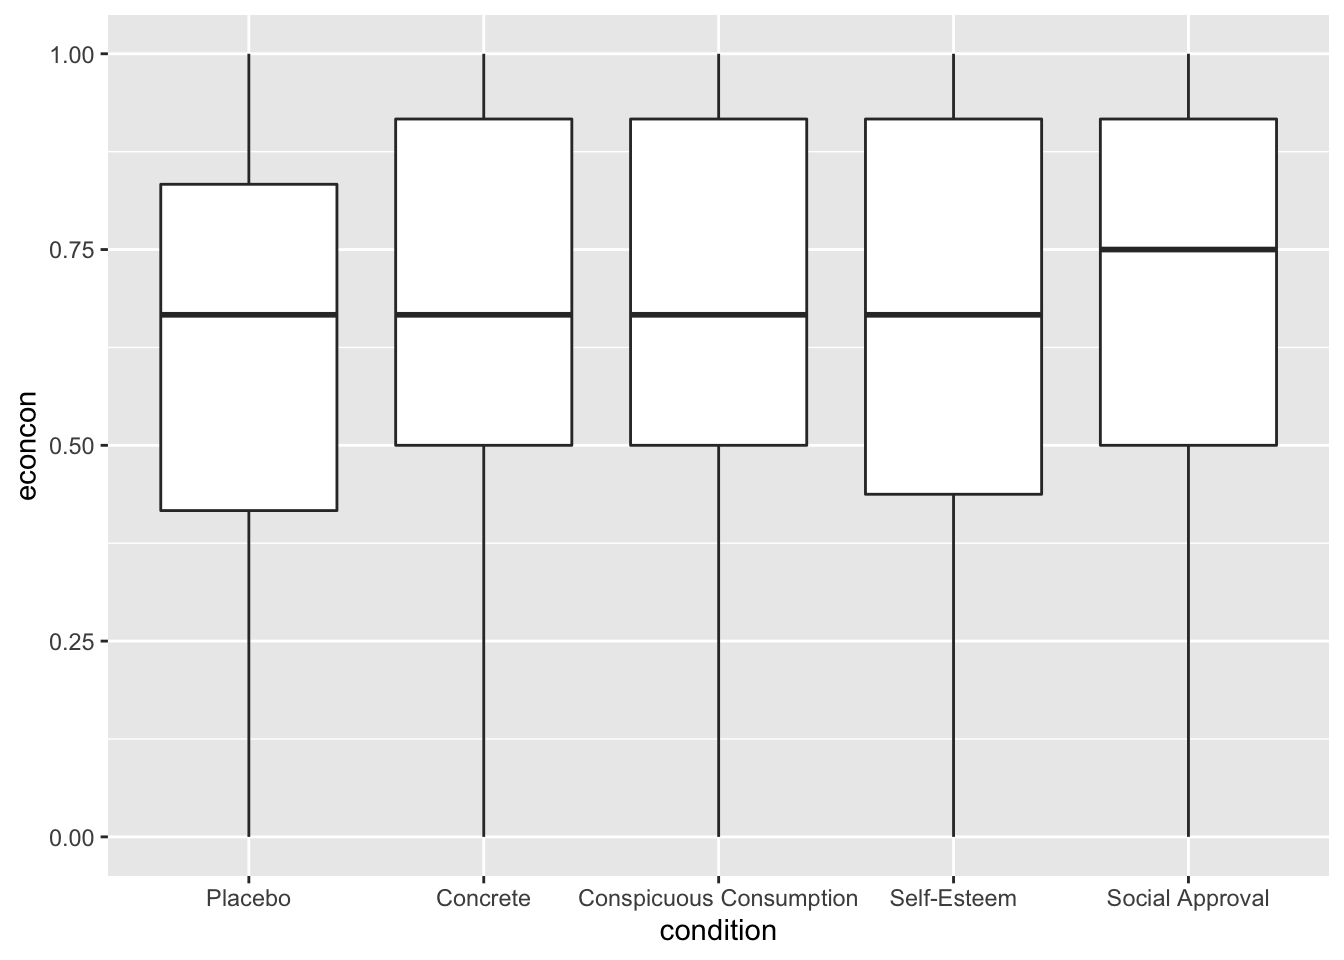 1.00
0.75
0.50
0.25
0.00
econcon
Placebo Concrete Conspicuous Consumption Self-Esteem Social Approval
condition